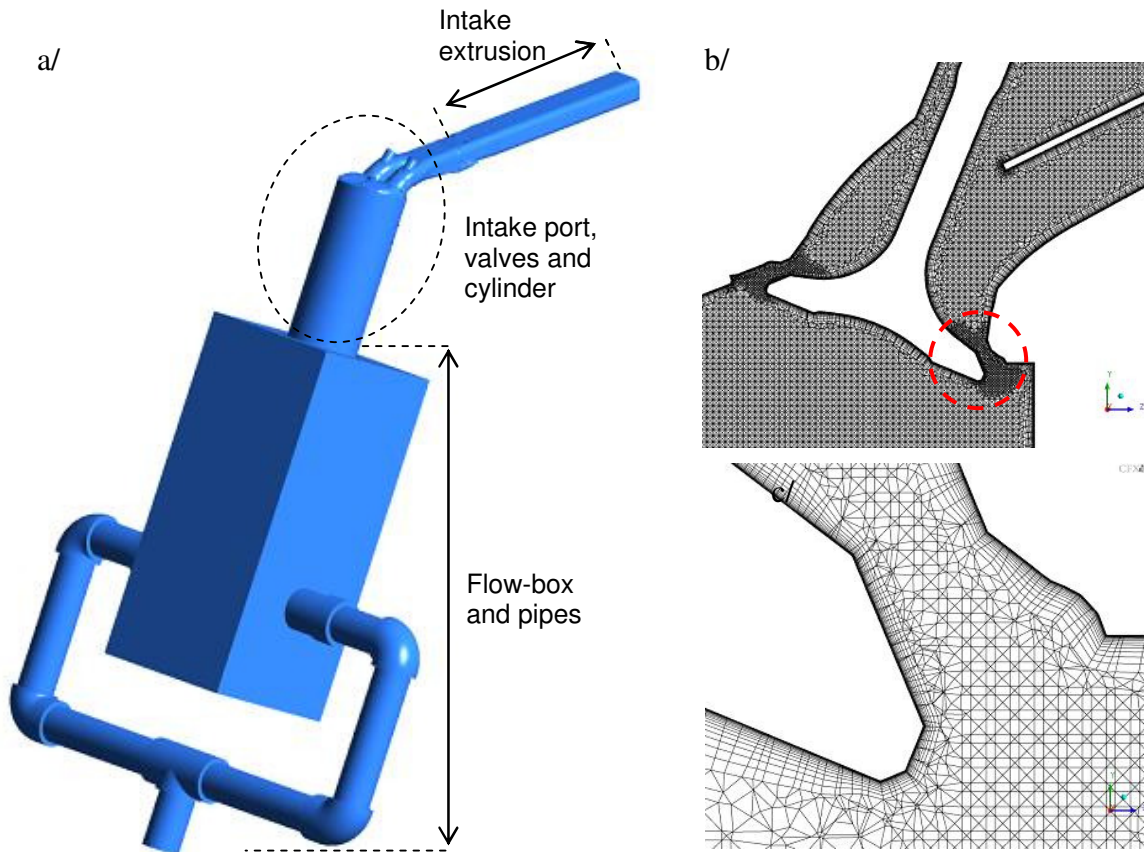 a/
Intake
extrusion
Intake port,
valves and
cylinder
Flow-box
and pipes
b/
Y
Z
c/
Y